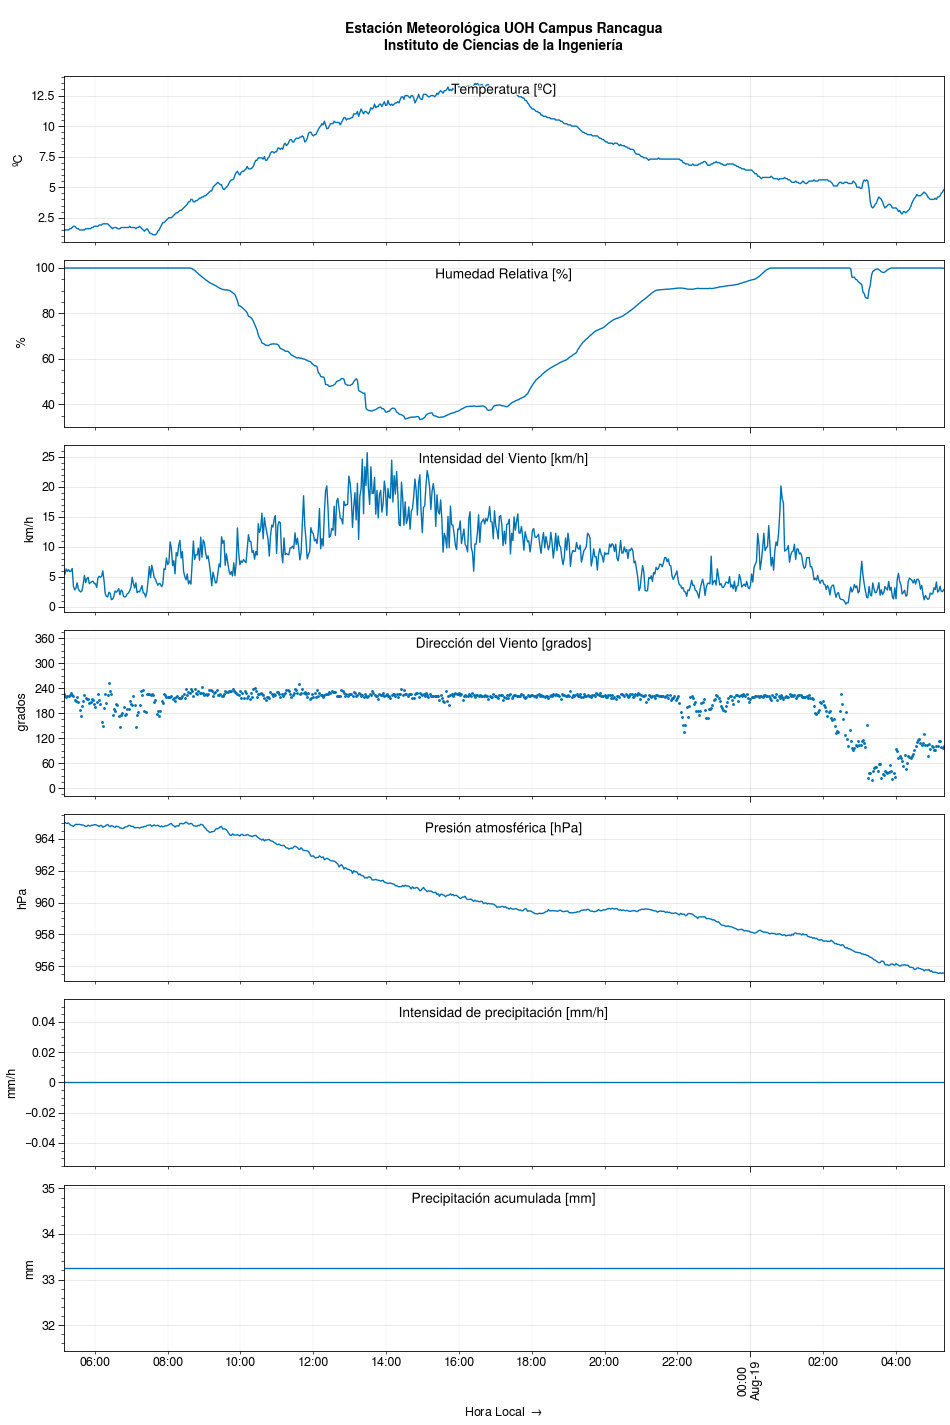 Estación Meteorológica UOH Campus Rancagua
Instituto de Ciencias de la Ingeniería
Temperatura [ºC]
ºC
12.5
10
7.5
5
2.5
Humedad Relativa [%]
%
100
80
60
40
Intensidad del Viento [km/h]
km/h
25
20
15
10
5
0
Dirección del Viento [grados]
grados
360
300
240
180
120
60
0
Presión atmosférica [hPa]
hPa
964
962
960
958
956
Intensidad de precipitación [mm/h]
mm/h
0.04
0.02
0
−0.02
−0.04
Precipitación acumulada [mm]
mm
35
34
33
32
06:00 08:00 10:00 12:00 14:00 16:00 18:00 20:00 22:00 00:00 02:00 04:00
Aug-19
Hora Local →